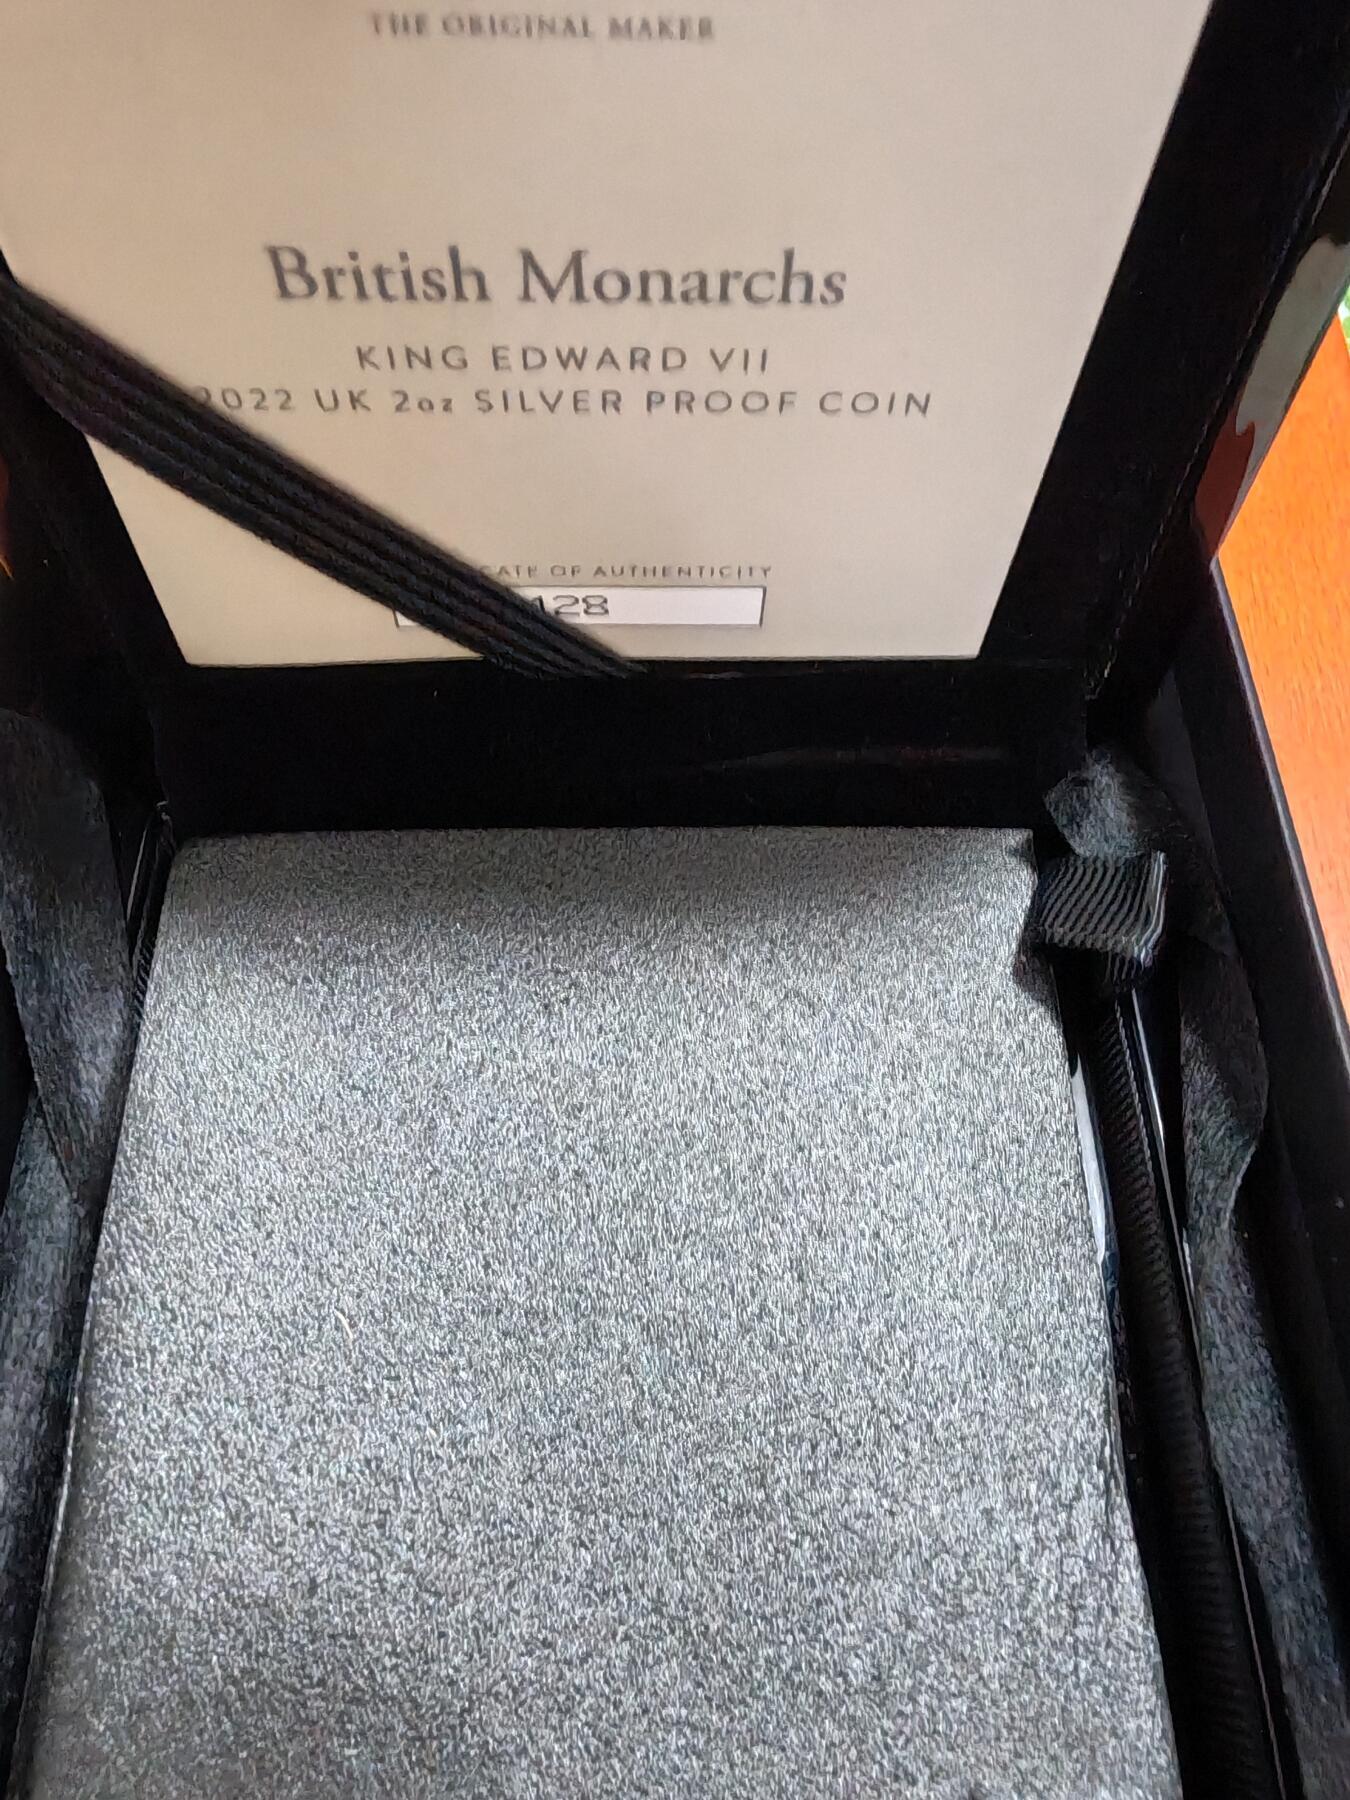 THE ORIGINAL MAKER
British Monarchs
KING EDWARD VII
2022 UK 2oz SILVER PROOF COIN
CATE OF AUTHENTICITY
128